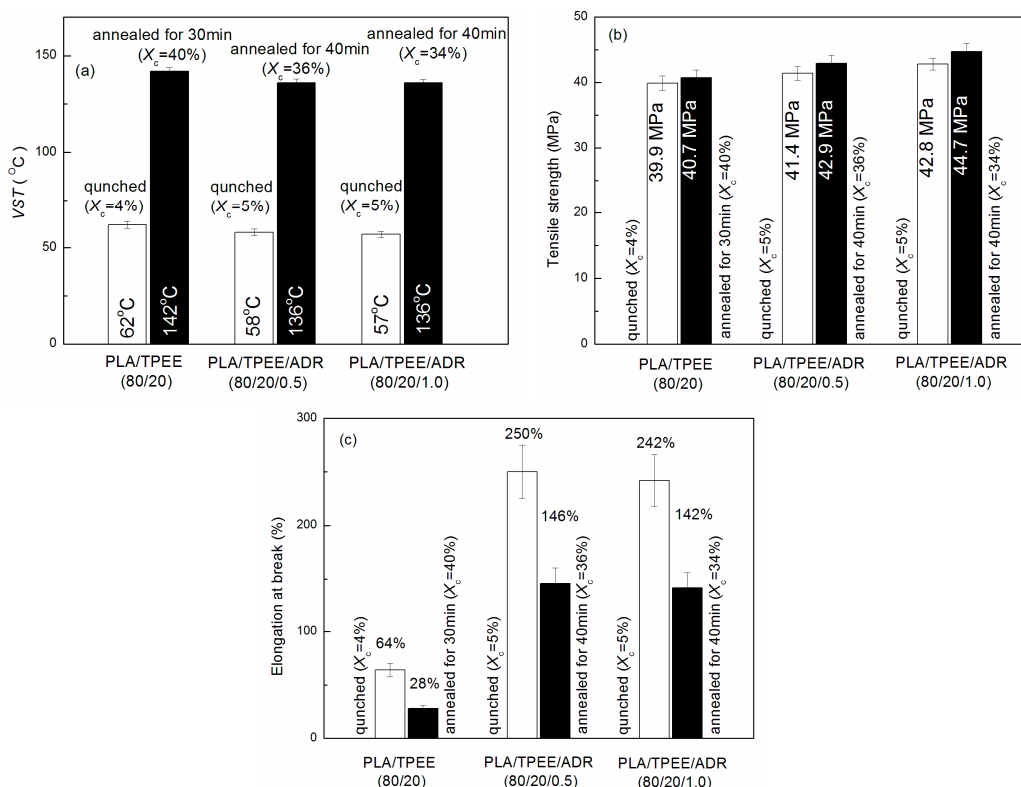 (a)
VST ( °C)
150
100
50
0
annealed for 30min
(Xc=40%)
annealed for 40min
(Xc=36%)
annealed for 40min
(Xc=34%)
qunched
(Xc=4%)
qunched
(Xc=5%)
qunched
(Xc=5%)
62°C
142°C
58°C
136°C
57°C
136°C
PLA/TPEE
(80/20)
PLA/TPEE/ADR
(80/20/0.5)
PLA/TPEE/ADR
(80/20/1.0)
(b)
Tensile strength (MPa)
50
40
30
20
10
0
qunched (Xc=4%)
39.9 MPa
40.7 MPa
annealed for 30min (Xc=40%)
qunched (Xc=5%)
41.4 MPa
42.9 MPa
annealed for 40min (Xc=36%)
qunched (Xc=5%)
42.8 MPa
44.7 MPa
annealed for 40min (Xc=34%)
PLA/TPEE
(80/20)
PLA/TPEE/ADR
(80/20/0.5)
PLA/TPEE/ADR
(80/20/1.0)
(c)
Elongation at break (%)
300
200
100
0
qunched (Xc=4%)
64%
28%
annealed for 30min (Xc=40%)
qunched (Xc=5%)
250%
146%
annealed for 40min (Xc=36%)
qunched (Xc=5%)
242%
142%
annealed for 40min (Xc=34%)
PLA/TPEE
(80/20)
PLA/TPEE/ADR
(80/20/0.5)
PLA/TPEE/ADR
(80/20/1.0)